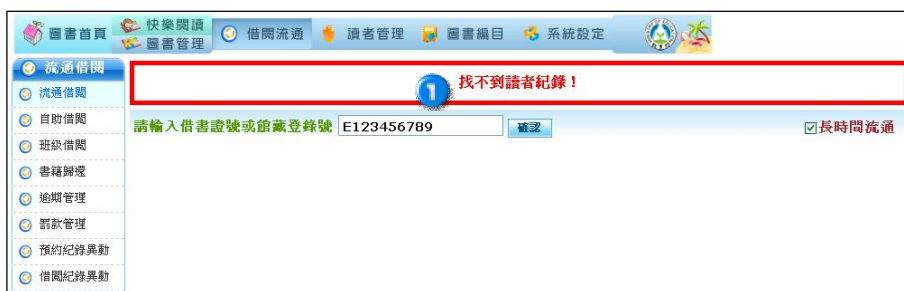 圖書首頁
快樂閱讀
圖書管理
借閱流通
讀者管理
圖書編目
系統設定
流通借閱
流通借閱
自助借閱
班級借閱
書籍歸還
逾期管理
罰款管理
預約紀錄異動
借閱紀錄異動
1
找不到讀者紀錄！
請輸入借書證號或館藏登錄號 E123456789 確認
長時間流通